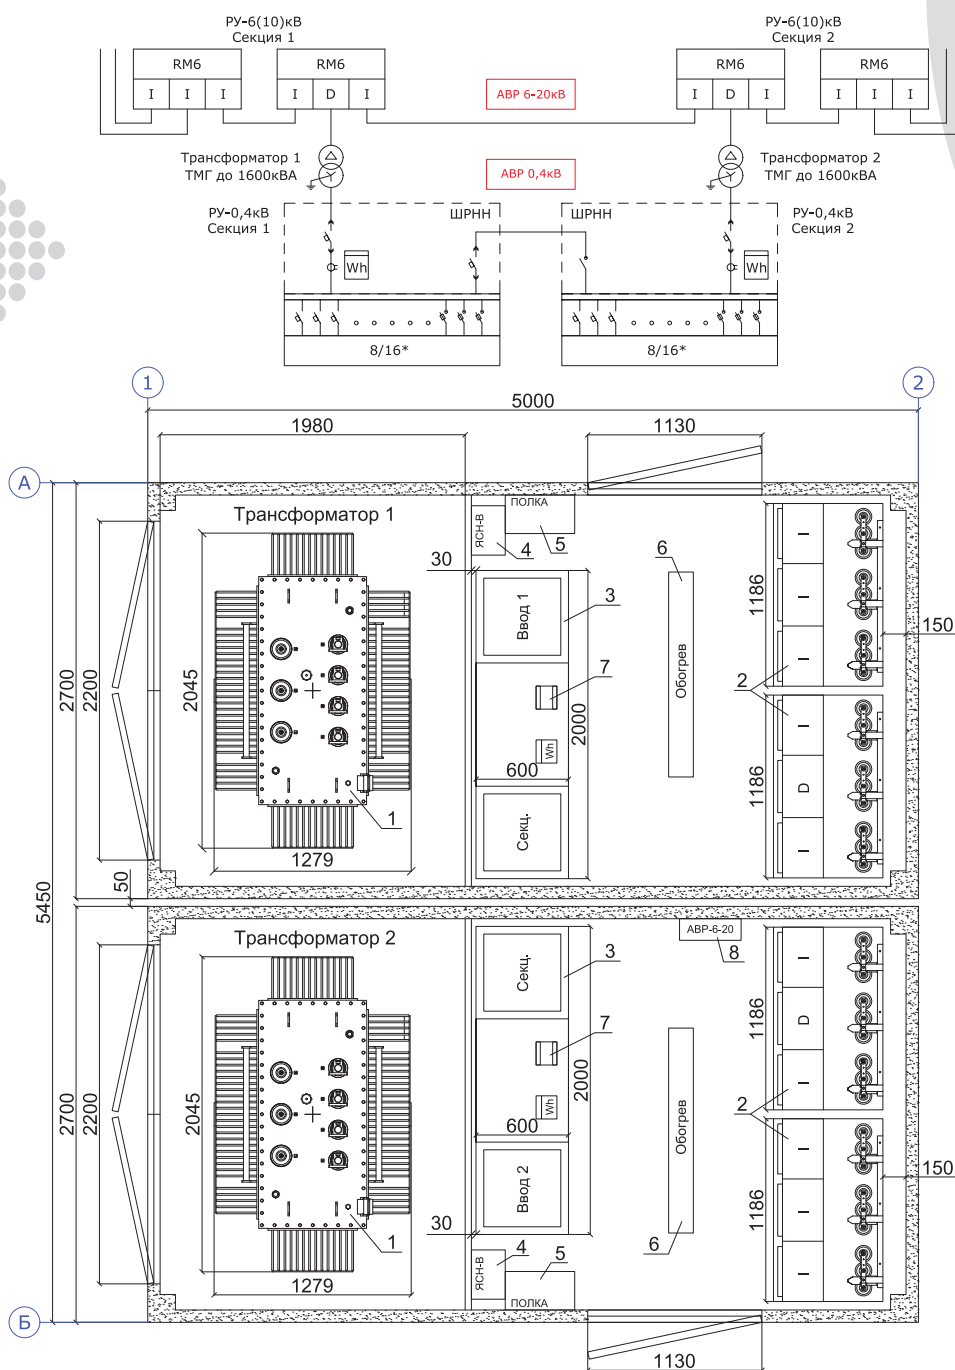 РУ-6(10)кВ
Секция 1
РУ-6(10)кВ
Секция 2
RM6
RM6
RM6
RM6
I I I
I D I
I D I
I I I
АВР 6-20кВ
Трансформатор 1
ТМГ до 1600кВА
АВР 0,4кВ
Трансформатор 2
ТМГ до 1600кВА
РУ-0,4кВ
Секция 1
ШРНН
ШРНН
РУ-0,4кВ
Секция 2
Wh
Wh
8/16*
8/16*
1
2
5000
1980
1130
А
Трансформатор 1
ПОЛКА
ЯСН-В
4
5
6
30
Ввод 1
3
1186
I
I
I
150
Обогрев
7
2
2700
2200
2045
2000
Wh
600
1186
I
D
I
Секц.
1
1279
5450
50
Трансформатор 2
АВР-6-20
8
Секц.
3
1186
I
D
I
7
2
2700
2200
2045
2000
Wh
600
Обогрев
150
Ввод 2
1186
I
I
I
30
1
4
5
6
ЯСН-В
1279
ПОЛКА
Б
1130